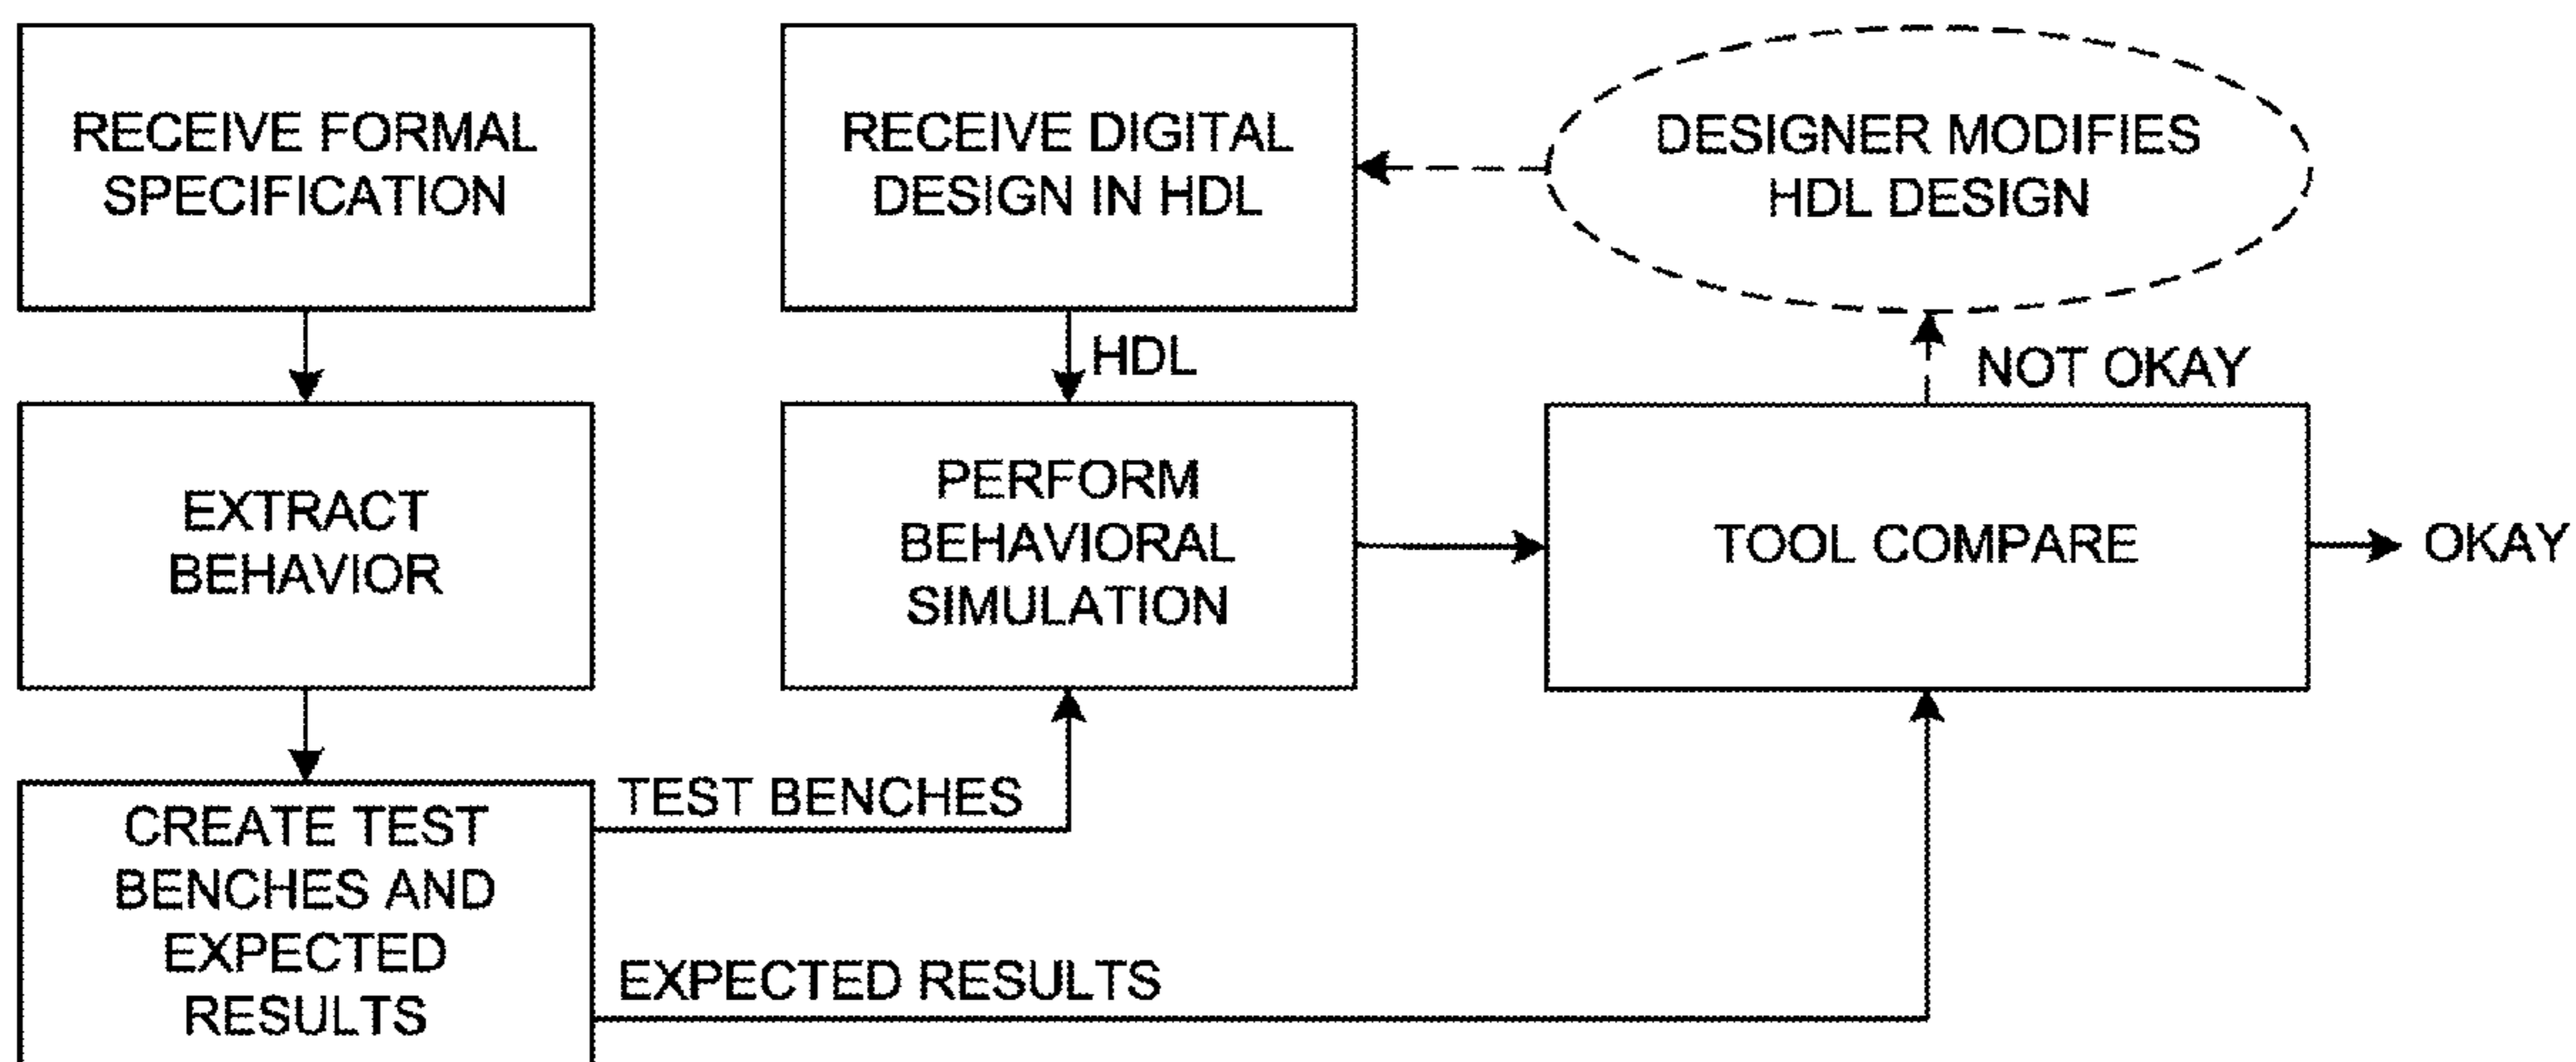 RECEIVE FORMAL
SPECIFICATION
RECEIVE DIGITAL
DESIGN IN HDL
DESIGNER MODIFIES
HDL DESIGN
HDL
NOT OKAY
EXTRACT
BEHAVIOR
PERFORM
BEHAVIORAL
SIMULATION
TOOL COMPARE
OKAY
CREATE TEST
BENCHES AND
EXPECTED
RESULTS
TEST BENCHES
EXPECTED RESULTS